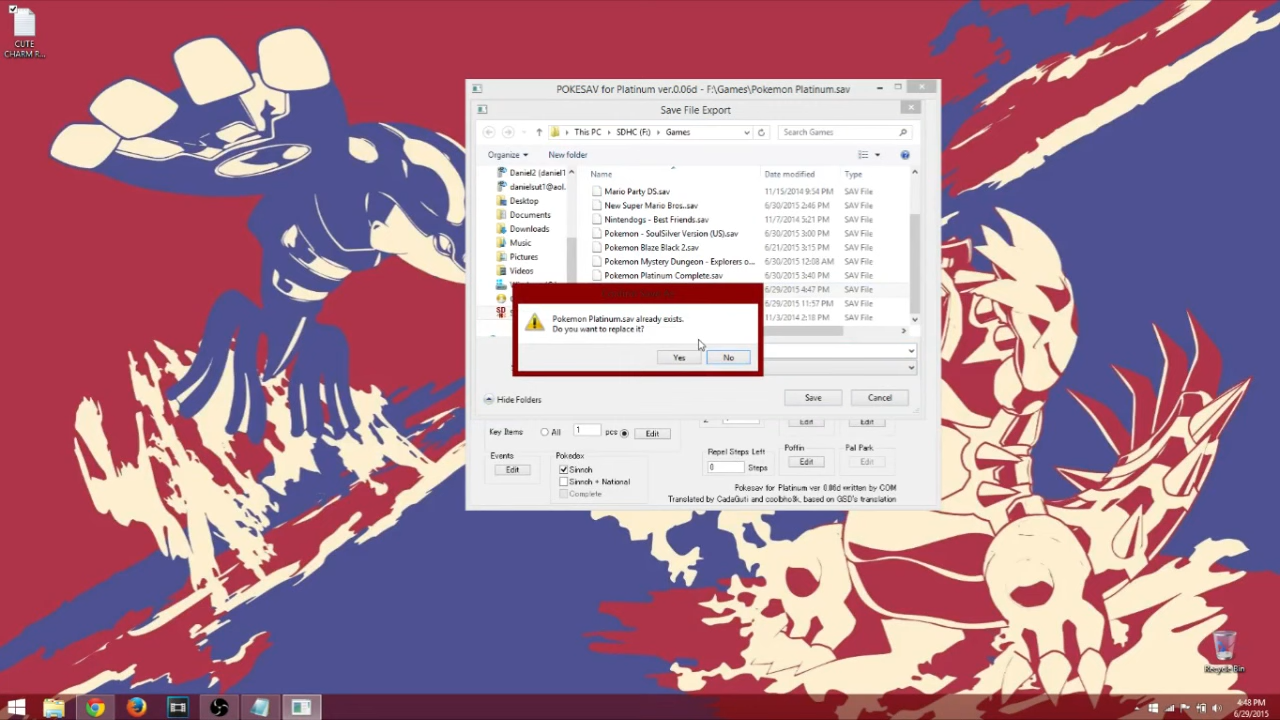 CUTE
CHARM R...
POKESAV for Platinum ver.0.06d - F:\Games\Pokemon Platinum.sav
Save File Export
This PC
SDHC (F:)
Games
Search Games
Organize
New folder
Name
Date modified
Type
Daniel2 (daniel1
danielsut1@aol.
Desktop
Documents
Downloads
Music
Pictures
Videos
Mario Party DS.sav 11/15/2014 9:54 PM SAV File
New Super Mario Bros..sav 6/30/2015 2:46 PM SAV File
Nintendogs - Best Friends.sav 11/7/2014 5:21 PM SAV File
Pokemon - SoulSilver Version (US).sav 6/30/2015 3:00 PM SAV File
Pokemon Blaze Black 2.sav 6/21/2015 3:15 PM SAV File
Pokemon Mystery Dungeon - Explorers o... 6/30/2015 12:08 AM SAV File
Pokemon Platinum Complete.sav 6/30/2015 3:40 PM SAV File
6/29/2015 4:47 PM SAV File
6/29/2015 11:57 PM SAV File
11/3/2014 2:18 PM SAV File
Pokemon Platinum.sav already exists.
Do you want to replace it?
Yes
No
Hide Folders
Save
Cancel
Key Items
All
1
pcs
Edit
Edit
Edit
Events
Edit
Pokedex
Sinnoh
Sinnoh + National
Complete
Repel Steps Left
0
Steps
Poffin
Edit
Pal Park
Edit
Pokesav for Platinum ver 0.06d written by COM
Translated by CadaGuti and coolbho3k, based on GSD's translation
Recycle Bin
4:48 PM
6/29/2015